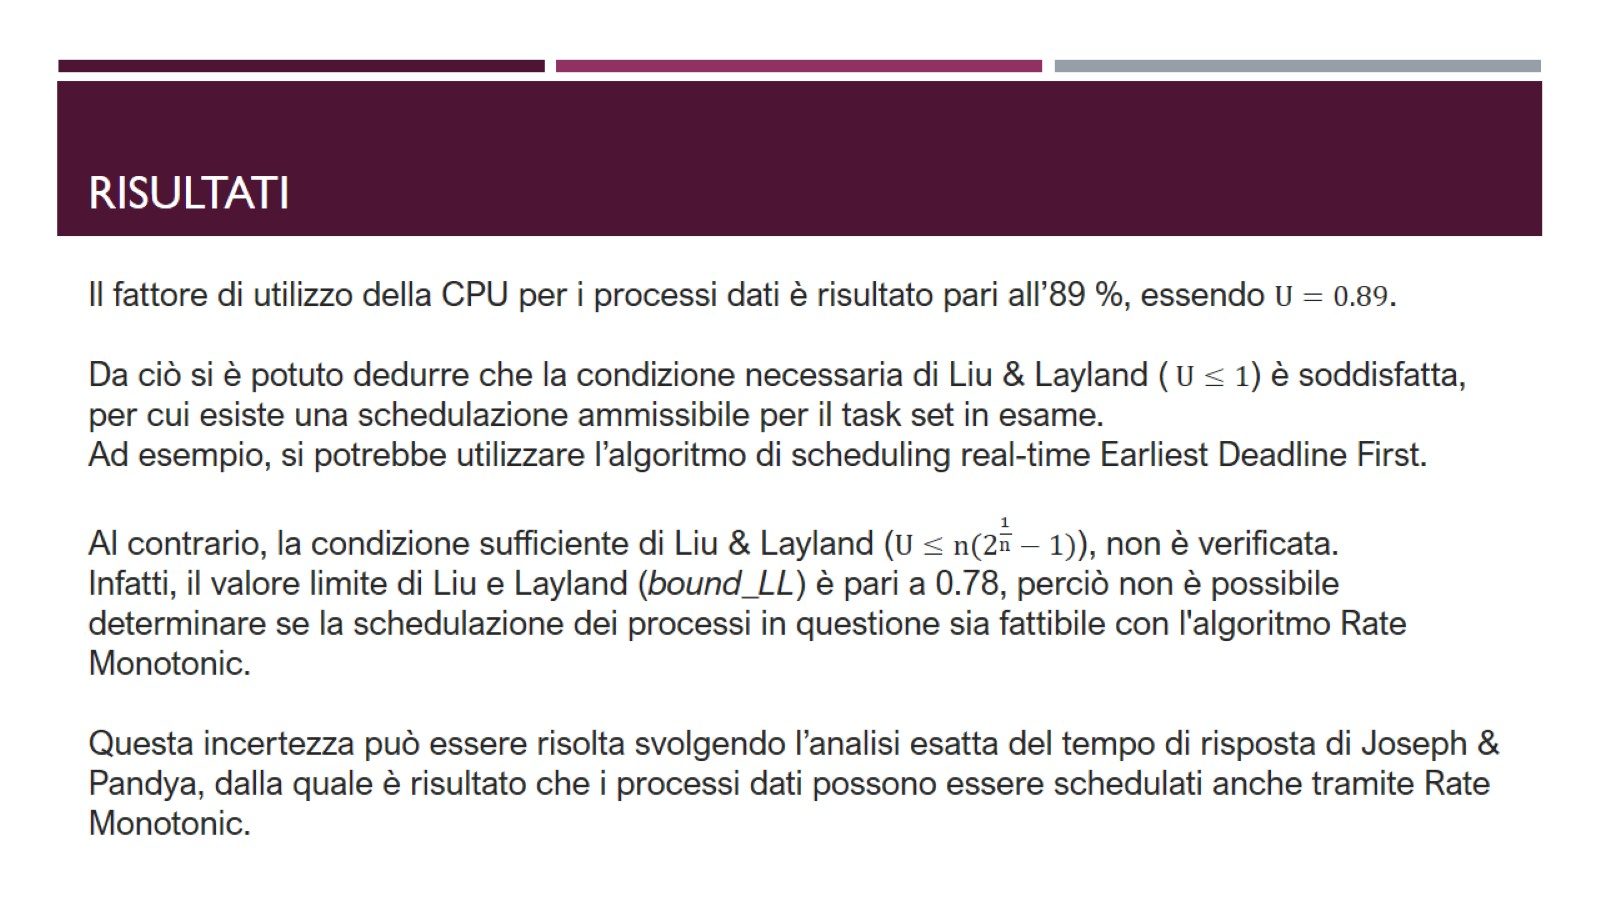 RISULTATI
Il fattore di utilizzo della CPU per i processi dati è risultato pari all’89 %, essendo U = 0.89.
Da ciò si è potuto dedurre che la condizione necessaria di Liu & Layland ( U ≤ 1) è soddisfatta,
per cui esiste una schedulazione ammissibile per il task set in esame.
Ad esempio, si potrebbe utilizzare l’algoritmo di scheduling real-time Earliest Deadline First.
Al contrario, la condizione sufficiente di Liu & Layland (U ≤ n(2^{1/n} − 1)), non è verificata.
Infatti, il valore limite di Liu e Layland (bound_LL) è pari a 0.78, perciò non è possibile
determinare se la schedulazione dei processi in questione sia fattibile con l'algoritmo Rate
Monotonic.
Questa incertezza può essere risolta svolgendo l’analisi esatta del tempo di risposta di Joseph &
Pandya, dalla quale è risultato che i processi dati possono essere schedulati anche tramite Rate
Monotonic.